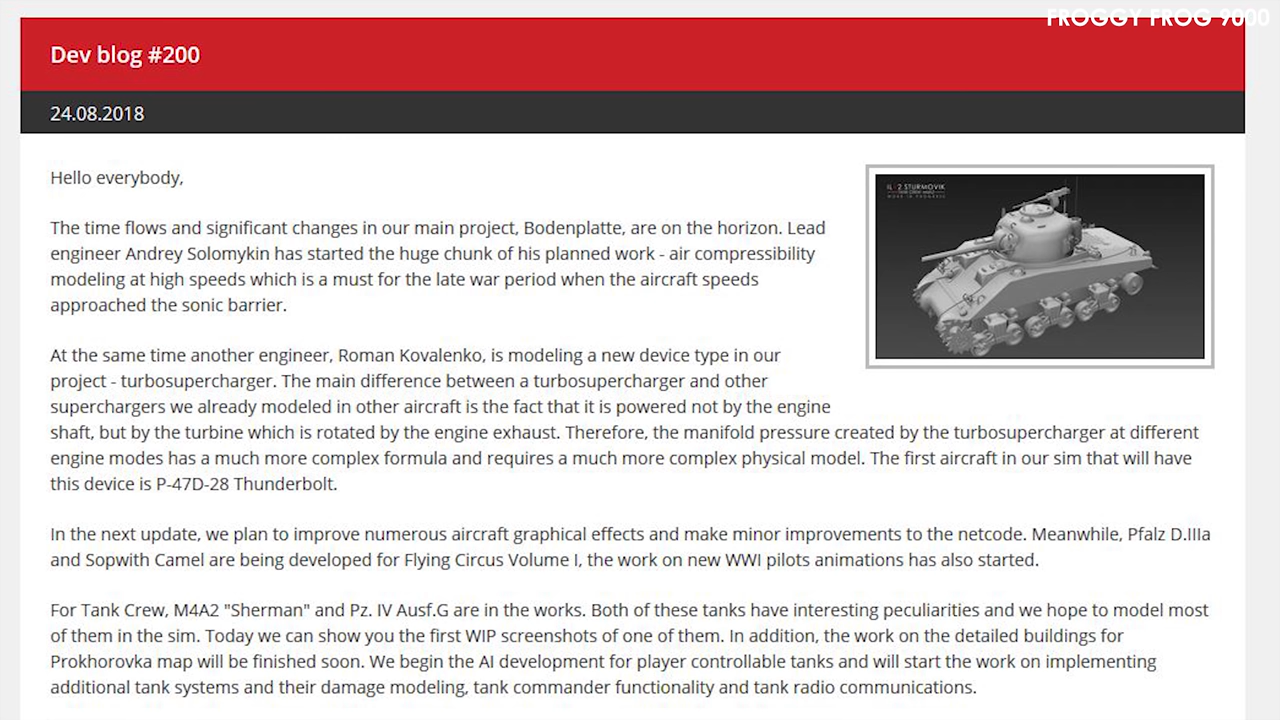 FROGGY FROG 9000
Dev blog #200
24.08.2018
Hello everybody,
The time flows and significant changes in our main project, Bodenplatte, are on the horizon. Lead
engineer Andrey Solomykin has started the huge chunk of his planned work - air compressibility
modeling at high speeds which is a must for the late war period when the aircraft speeds
approached the sonic barrier.
IL-2 STURMOVIK
At the same time another engineer, Roman Kovalenko, is modeling a new device type in our
project - turbosupercharger. The main difference between a turbosupercharger and other
superchargers we already modeled in other aircraft is the fact that it is powered not by the engine
shaft, but by the turbine which is rotated by the engine exhaust. Therefore, the manifold pressure created by the turbosupercharger at different
engine modes has a much more complex formula and requires a much more complex physical model. The first aircraft in our sim that will have
this device is P-47D-28 Thunderbolt.
In the next update, we plan to improve numerous aircraft graphical effects and make minor improvements to the netcode. Meanwhile, Pfalz D.IIIa
and Sopwith Camel are being developed for Flying Circus Volume I, the work on new WWI pilots animations has also started.
For Tank Crew, M4A2 "Sherman" and Pz. IV Ausf.G are in the works. Both of these tanks have interesting peculiarities and we hope to model most
of them in the sim. Today we can show you the first WIP screenshots of one of them. In addition, the work on the detailed buildings for
Prokhorovka map will be finished soon. We begin the AI development for player controllable tanks and will start the work on implementing
additional tank systems and their damage modeling, tank commander functionality and tank radio communications.